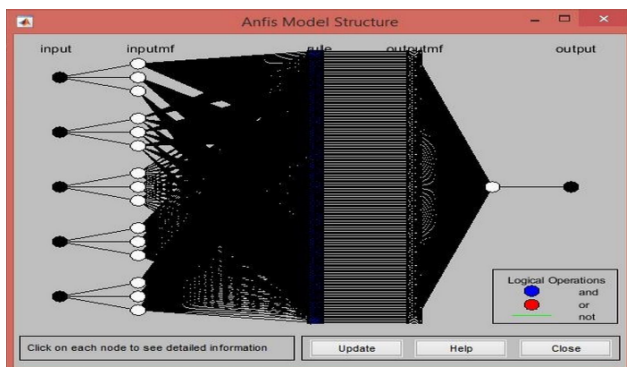 Anfis Model Structure
input inputmf rule outputmf output
Logical Operations
and
or
not
Click on each node to see detailed information
Update Help Close